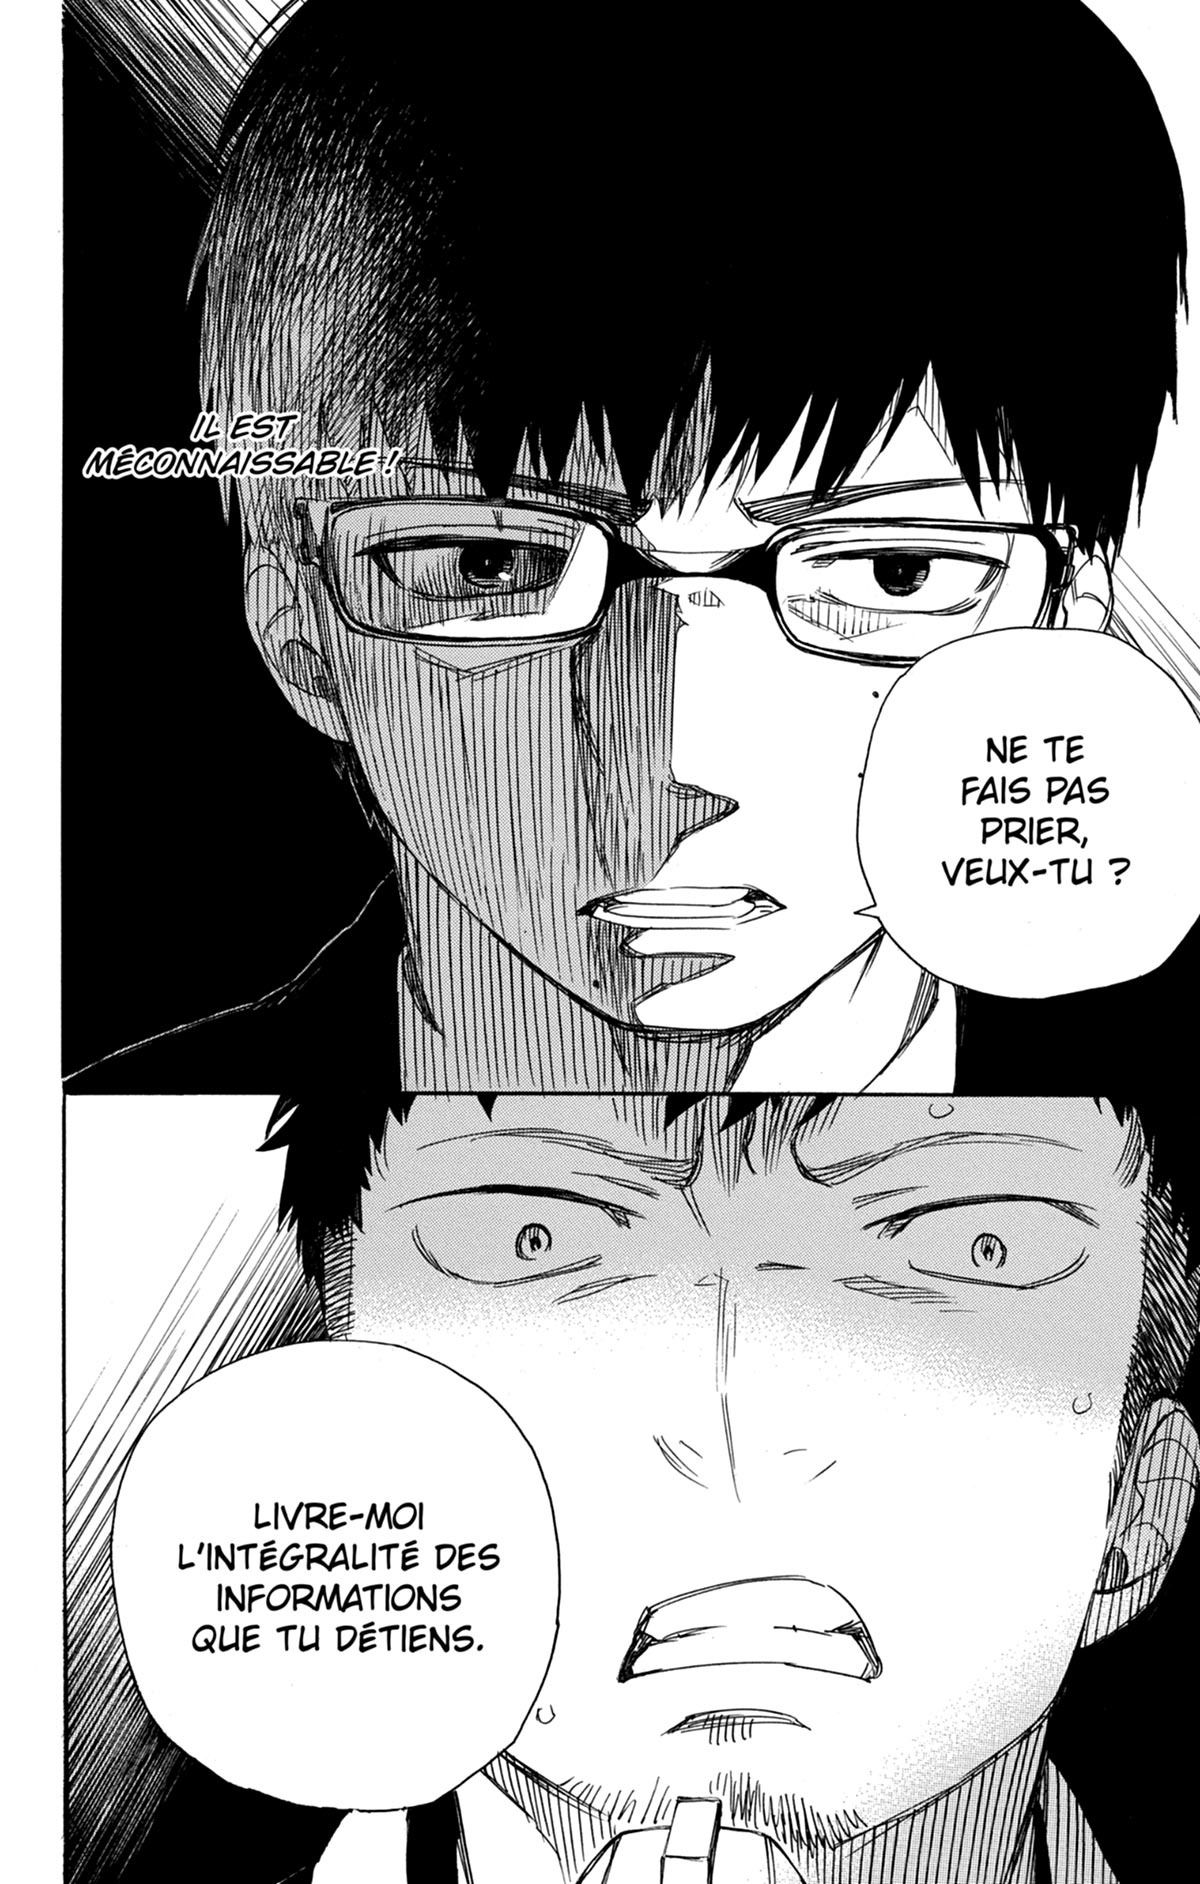 NE TE
FAIS PAS
PRIER,
VEUX-TU ?
IL EST
MÉCONNAISSABLE !
LIVRE-MOI
L'INTÉGRALITÉ DES
INFORMATIONS
QUE TU DÉTIENS.